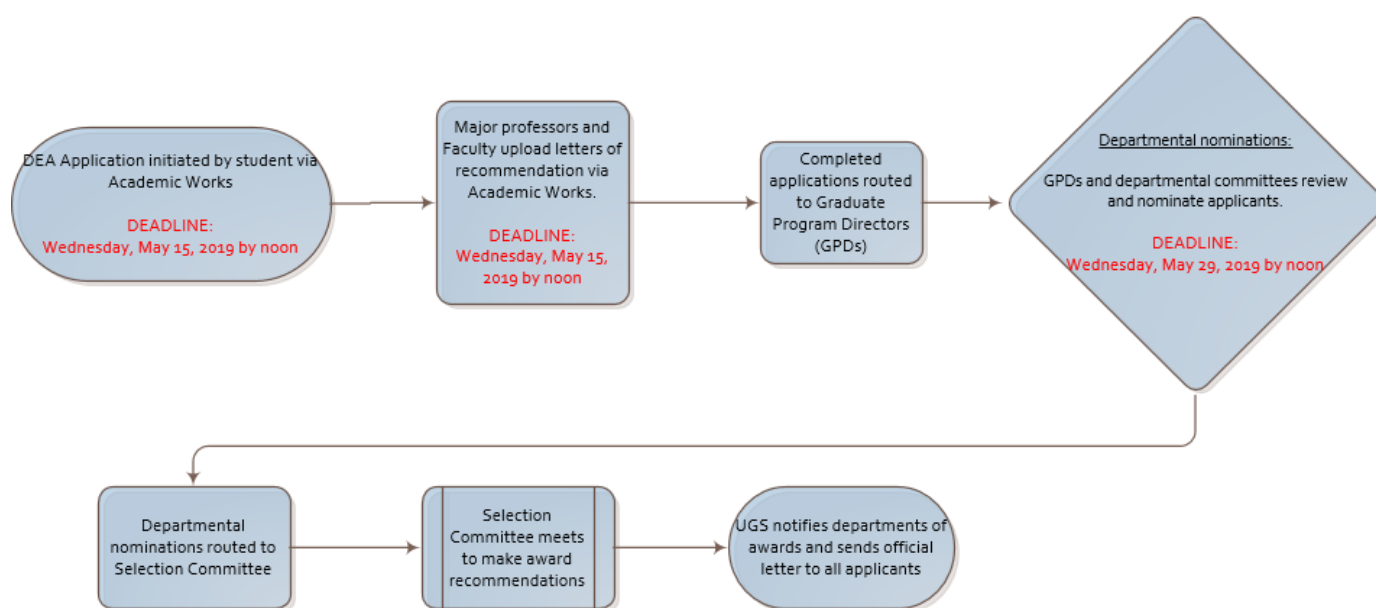 DEA Application initiated by student via
Academic Works
DEADLINE:
Wednesday, May 15, 2019 by noon
Major professors and
Faculty upload letters of
recommendation via
Academic Works.
DEADLINE:
Wednesday, May 15,
2019 by noon
Completed
applications routed
to Graduate
Program Directors
(GPDs)
Departmental nominations:
GPDs and departmental committees review
and nominate applicants.
DEADLINE:
Wednesday, May 29, 2019 by noon
Departmental
nominations routed to
Selection Committee
Selection
Committee meets
to make award
recommendations
UGS notifies departments of
awards and sends official
letter to all applicants